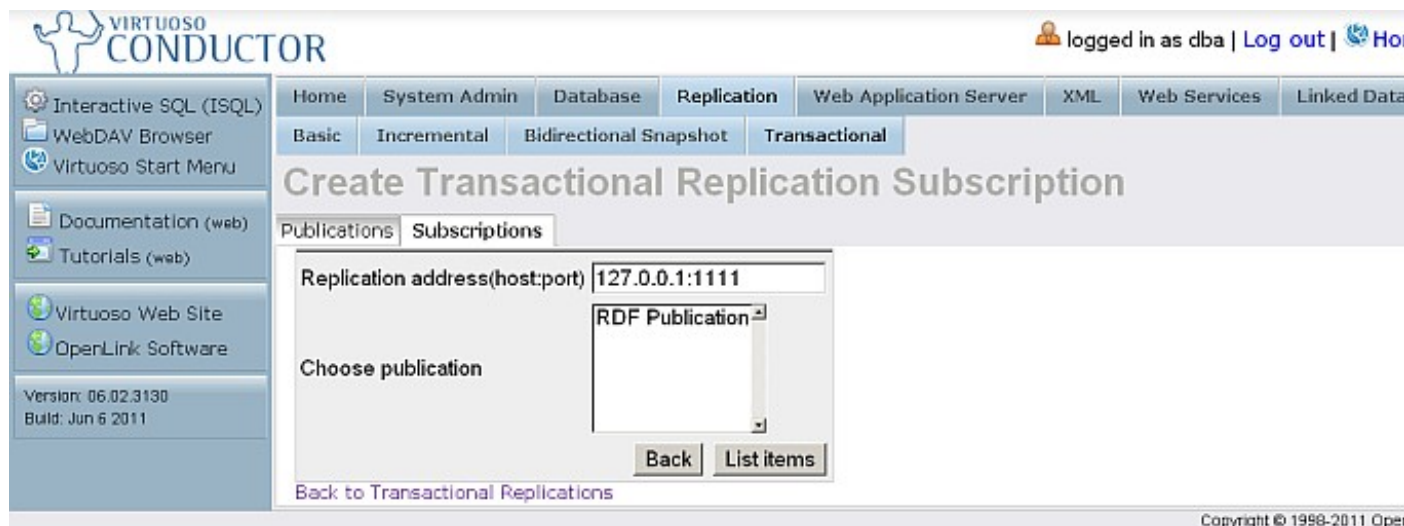 VIRTUOSO
CONDUCTOR
logged in as dba | Log out |
Interactive SQL (ISQL)
WebDAV Browser
Virtuoso Start Menu
Documentation (web)
Tutorials (web)
Virtuoso Web Site
OpenLink Software
Version: 06.02.3130
Build: Jun 6 2011
Home System Admin Database Replication Web Application Server XML Web Services Linked Data
Basic Incremental Bidirectional Snapshot Transactional
Create Transactional Replication Subscription
Publications Subscriptions
Replication address(host:port) 127.0.0.1:1111
RDF Publication
Choose publication
Back List items
Back to Transactional Replications
Copyright © 1998-2011